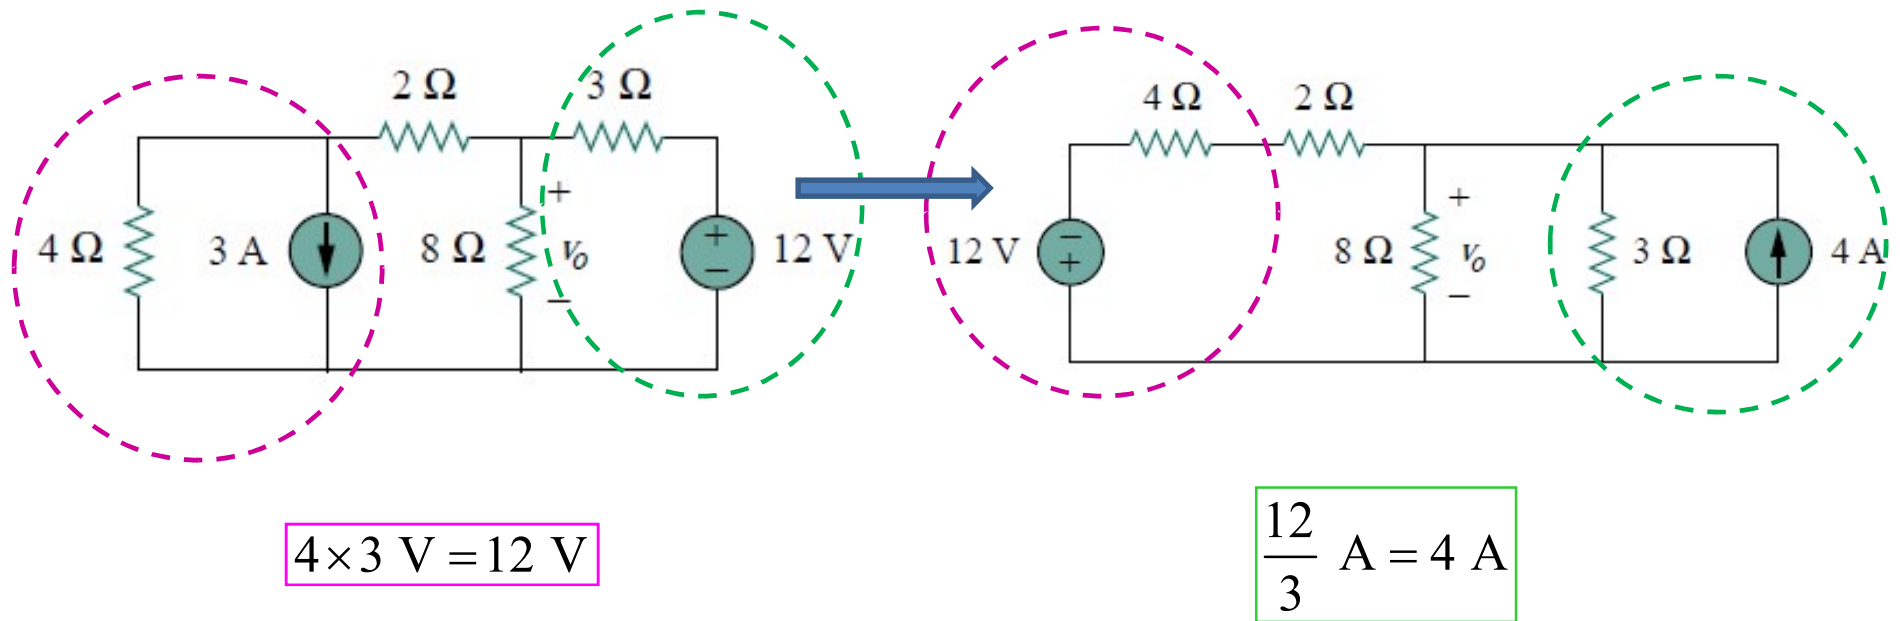 2 Ω
3 Ω
4 Ω
3 A
8 Ω
+
v₀
−
+
−
12 V
4 Ω
2 Ω
12 V
−
+
8 Ω
+
v₀
−
3 Ω
4 A
4×3 V = 12 V
12/3 A = 4 A